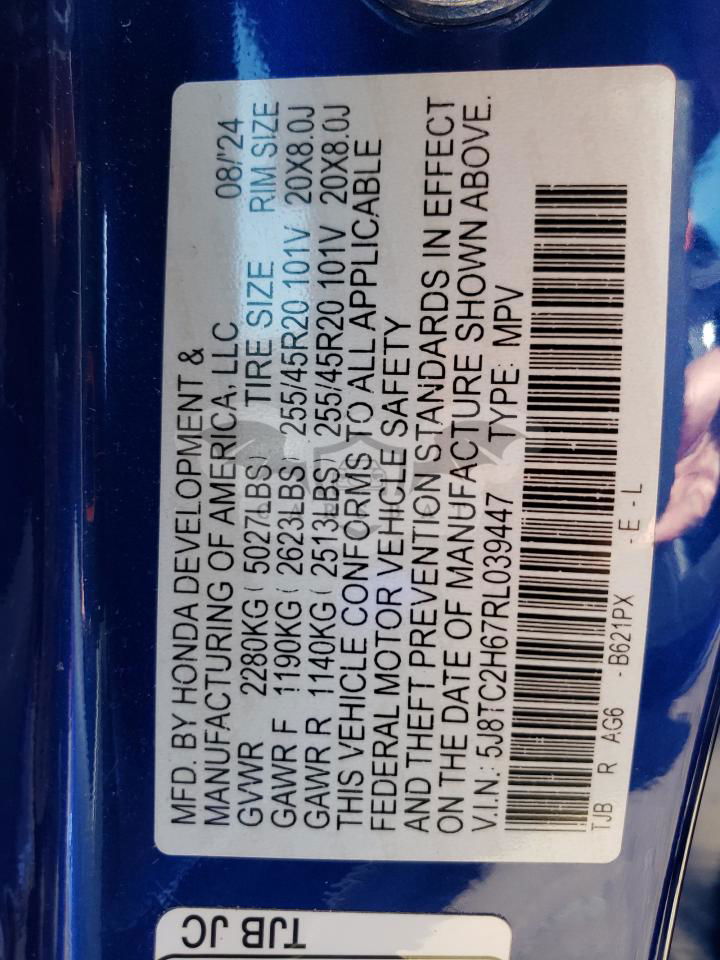 MFD. BY HONDA DEVELOPMENT &
MANUFACTURING OF AMERICA, LLC 08/'24
GVWR 2280KG ( 5027LBS) TIRE SIZE RIM SIZE
GAWR F 1190KG ( 2623LBS) 255/45R20 101V 20X8.0J
GAWR R 1140KG ( 2513LBS) 255/45R20 101V 20X8.0J
THIS VEHICLE CONFORMS TO ALL APPLICABLE
FEDERAL MOTOR VEHICLE SAFETY
AND THEFT PREVENTION STANDARDS IN EFFECT
ON THE DATE OF MANUFACTURE SHOWN ABOVE.
V.I.N.: 5J8TC2H67RL039447 TYPE: MPV
TJB R AG6 -B621PX -E-L
TJB JC